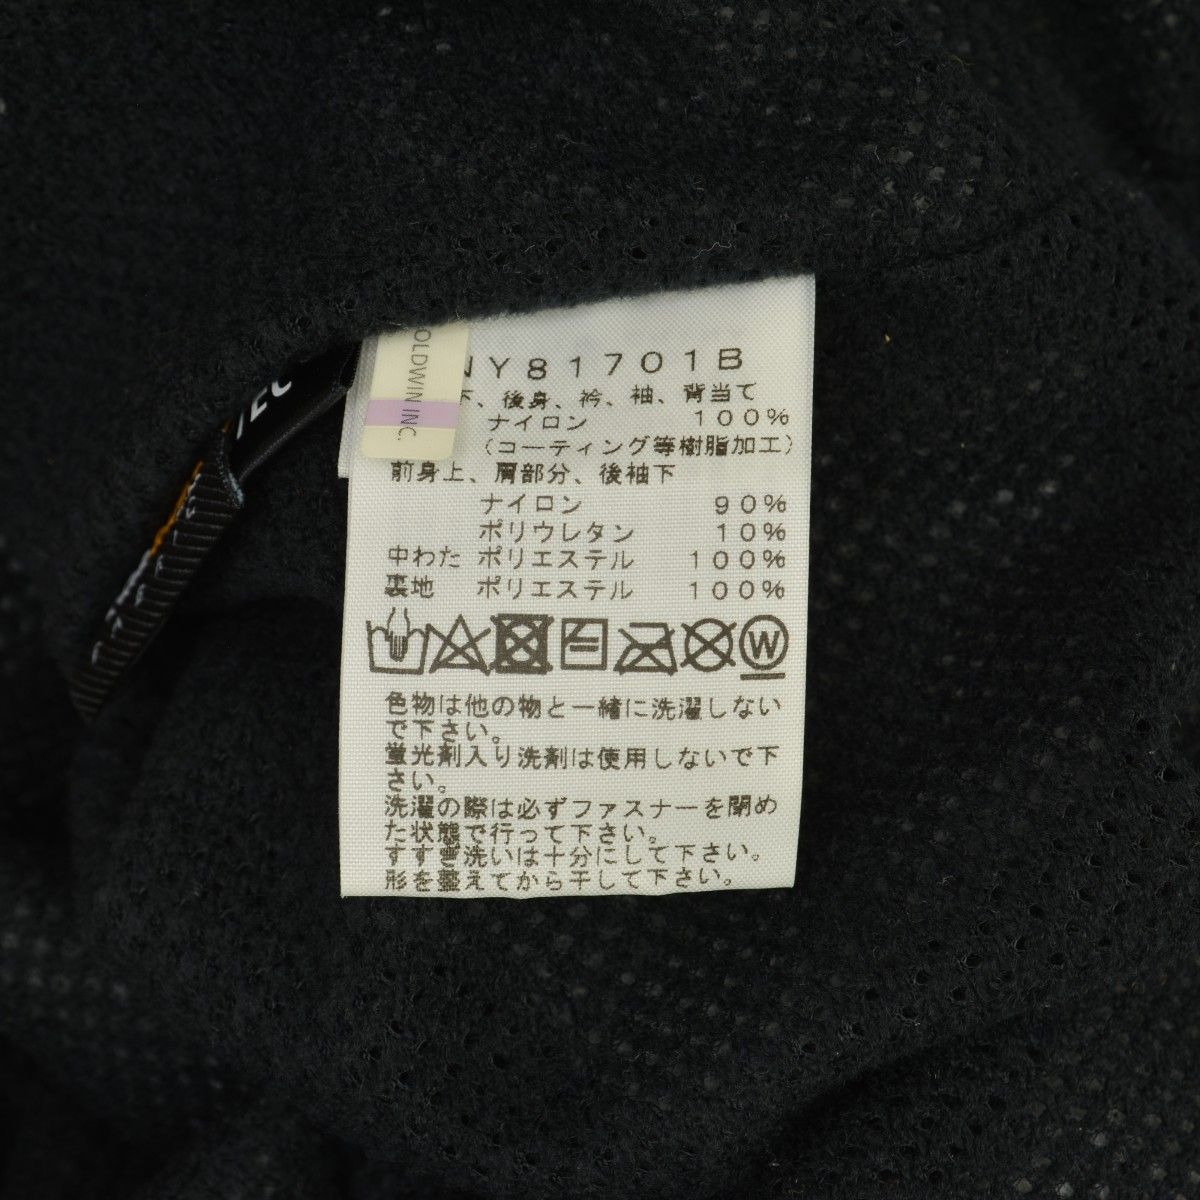 OLDWIN INC.
NY81701B
下、後身、衿、袖、背当て
ナイロン 100%
(コーティング等樹脂加工)
前身上、肩部分、後袖下
ナイロン 90%
ポリウレタン 10%
中わた ポリエステル 100%
裏地 ポリエステル 100%
W
色物は他の物と一緒に洗濯しない
で下さい。
蛍光剤入り洗剤は使用しないで下
さい。
洗濯の際は必ずファスナーを閉め
た状態で行って下さい。
すすぎ洗いは十分にして下さい。
形を整えてから干して下さい。